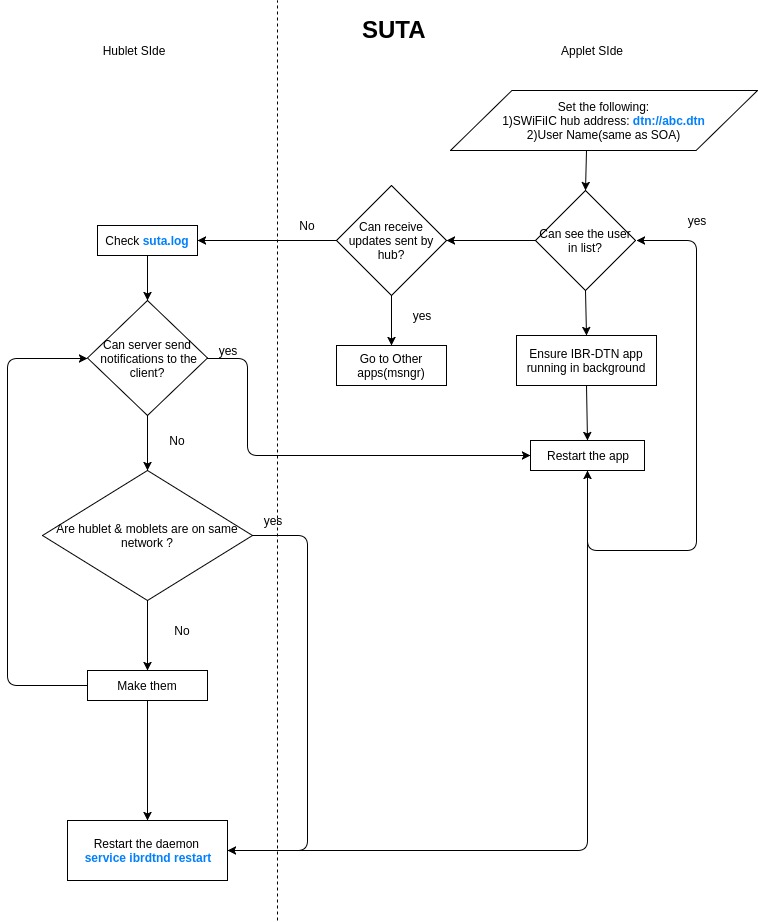 SUTA
Hublet SIde
Applet SIde
Set the following:
1)SWiFiIC hub address: dtn://abc.dtn
2)User Name(same as SOA)
yes
No
Can receive
updates sent by
hub?
Can see the user
in list?
Check suta.log
yes
Can server send
notifications to the
client?
yes
Go to Other
apps(msngr)
Ensure IBR-DTN app
running in background
No
Restart the app
yes
Are hublet & moblets are on same
network ?
No
Make them
Restart the daemon
service ibrdtnd restart